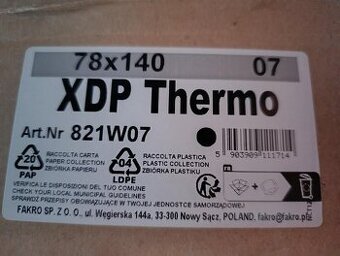 78x140 07
XDP Thermo
Art.Nr 821W07
5 903989 111714
20
PAP
RACCOLTA CARTA
PAPER COLLECTION
ZBIÓRKA PAPIERU
04
LDPE
RACCOLTA PLASTICA
PLASTIC COLLECTION
ZBIÓRKA PLASTIKU
FR
VERIFICA LE DISPOSIZIONI DEL TUO COMUNE
CHECK YOUR LOCAL MUNICIPAL GUIDELINES
SPRAWDŹ PRZEPISY OBOWIĄZUJĄCE W TWOJEJ JEDNOSTCE SAMORZĄDOWEJ
FAKRO SP. Z O. O., ul. Węgierska 144a, 33-300 Nowy Sącz, POLAND, fakro@fakro.pl